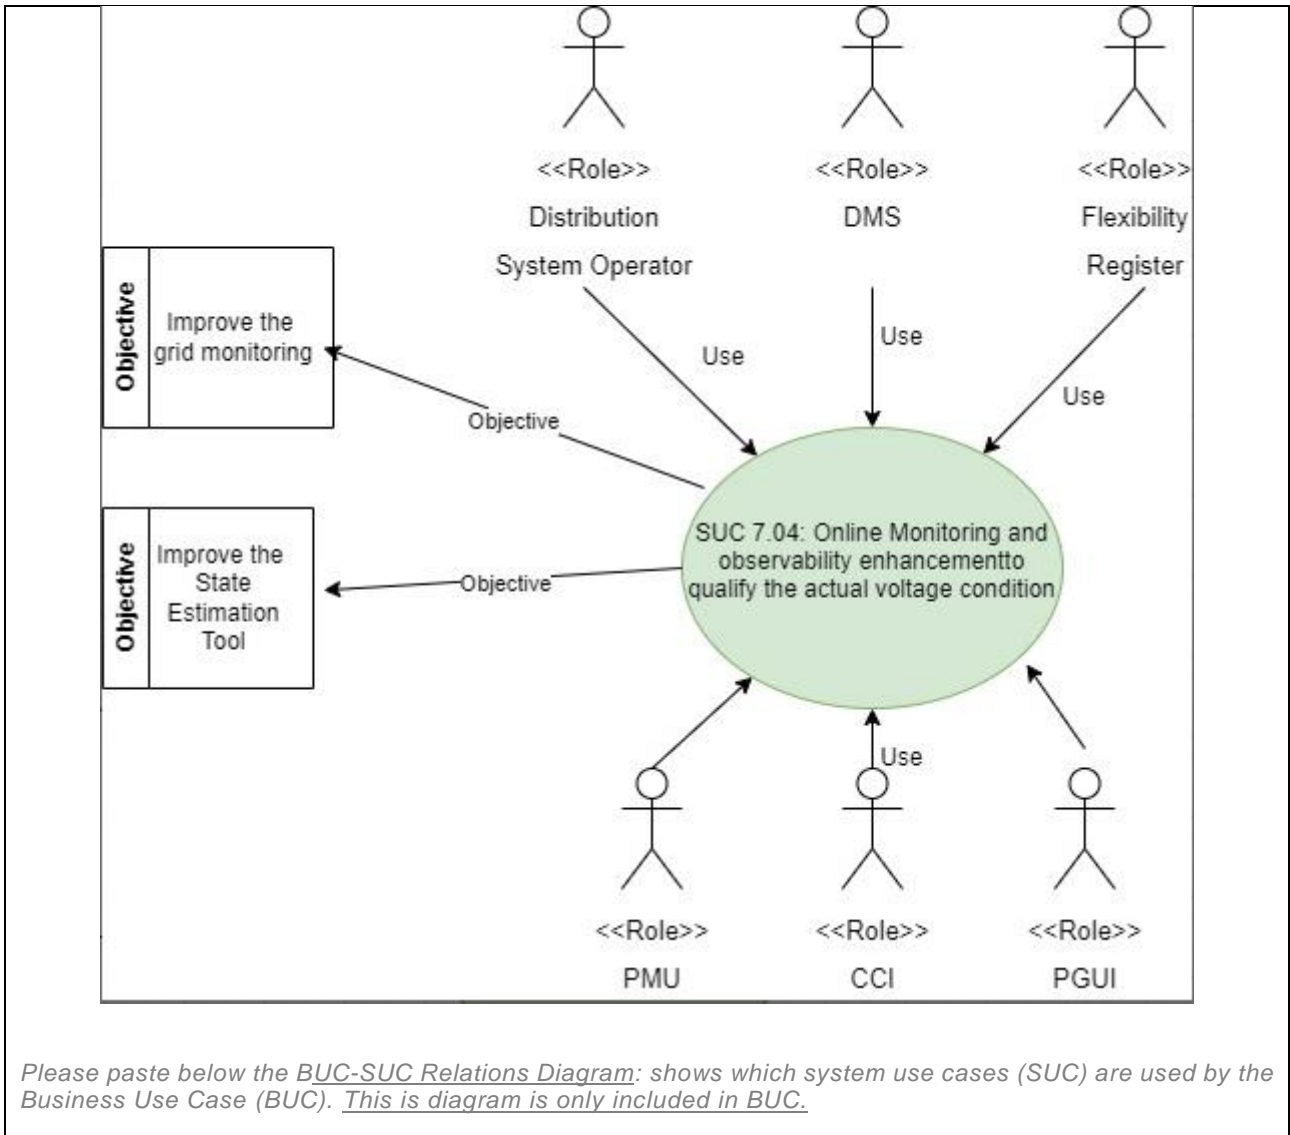 <<Role>>
Distribution
System Operator
<<Role>>
DMS
<<Role>>
Flexibility
Register
Objective
Improve the
grid monitoring
Use
Use
Use
Objective
Objective
Improve the
State
Estimation
Tool
Objective
SUC 7.04: Online Monitoring and
observability enhancementto
qualify the actual voltage condition
Use
<<Role>>
PMU
<<Role>>
CCI
<<Role>>
PGUI
Please paste below the BUC-SUC Relations Diagram: shows which system use cases (SUC) are used by the
Business Use Case (BUC). This is diagram is only included in BUC.